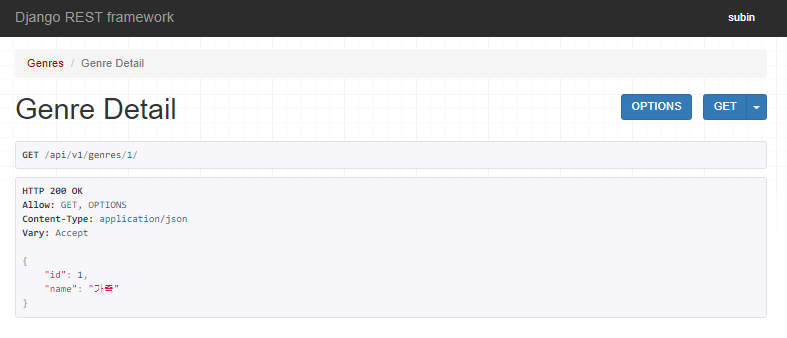 Django REST framework
subin
Genres / Genre Detail
Genre Detail
OPTIONS
GET
GET /api/v1/genres/1/
HTTP 200 OK
Allow: GET, OPTIONS
Content-Type: application/json
Vary: Accept
{
"id": 1,
"name": "가족"
}